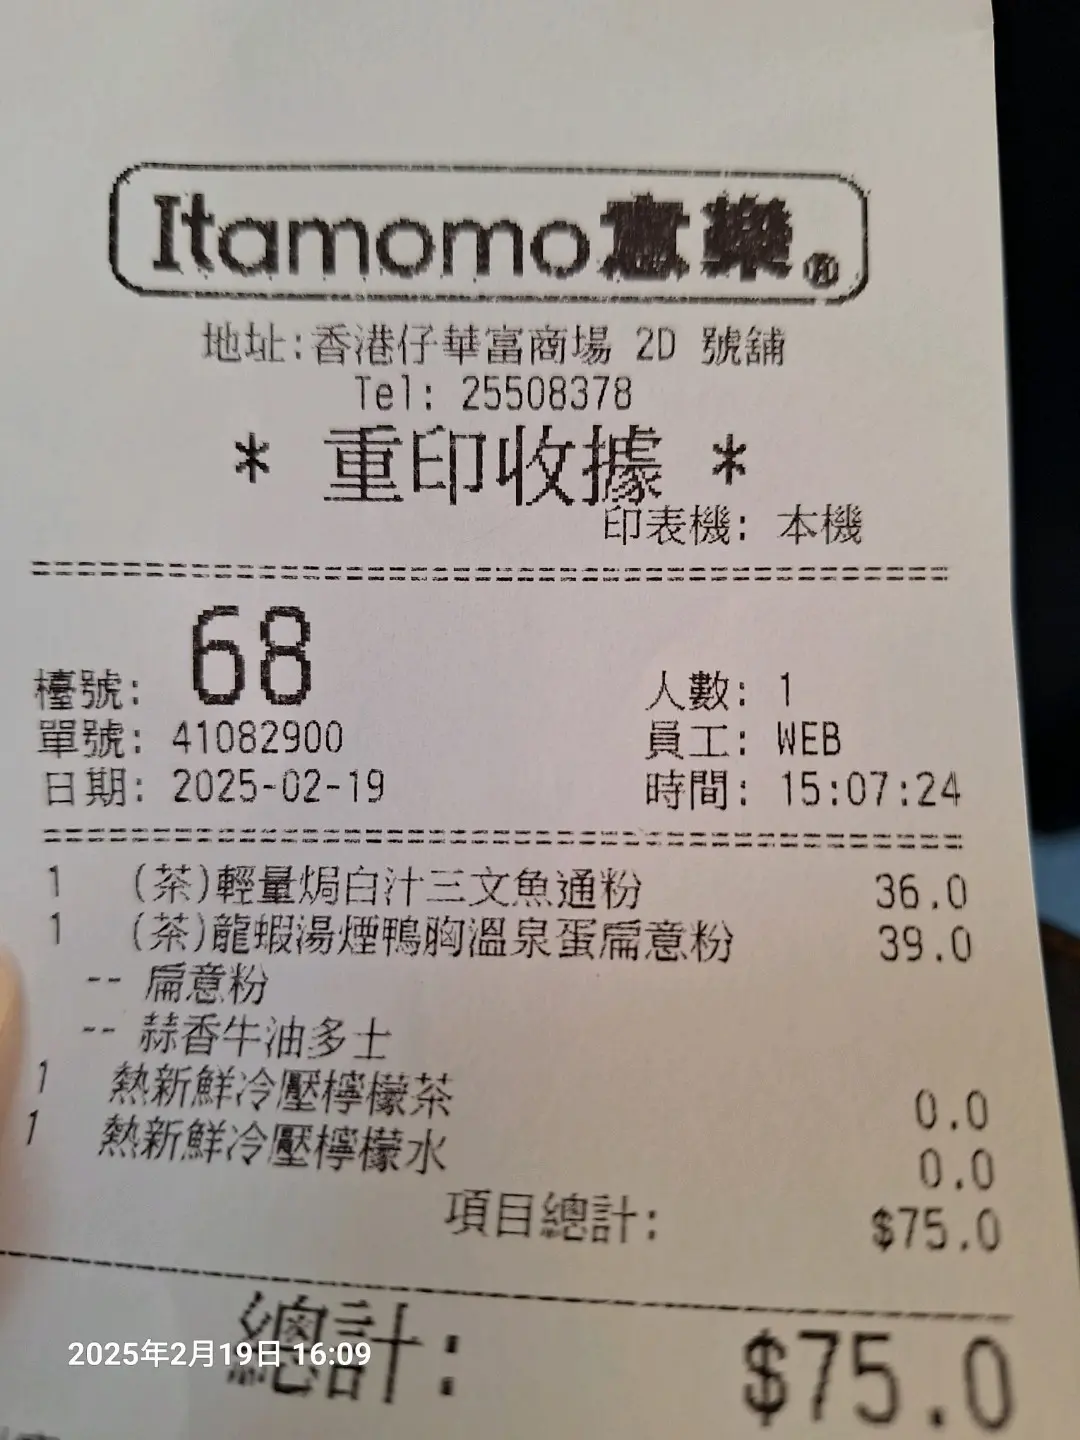 Itamomo意樂®
地址:香港仔華富商場 2D 號舖
Tel: 25508378
* 重印收據 *
印表機: 本機
檯號: 68 人數: 1
單號: 41082900 員工: WEB
日期: 2025-02-19 時間: 15:07:24
1 (茶)輕量焗白汁三文魚通粉 36.0
1 (茶)龍蝦湯煙鴨胸溫泉蛋扁意粉 39.0
-- 扁意粉
-- 蒜香牛油多士
1 熱新鮮冷壓檸檬茶 0.0
1 熱新鮮冷壓檸檬水 0.0
項目總計: $75.0
總計: $75.0
2025年2月19日 16:09